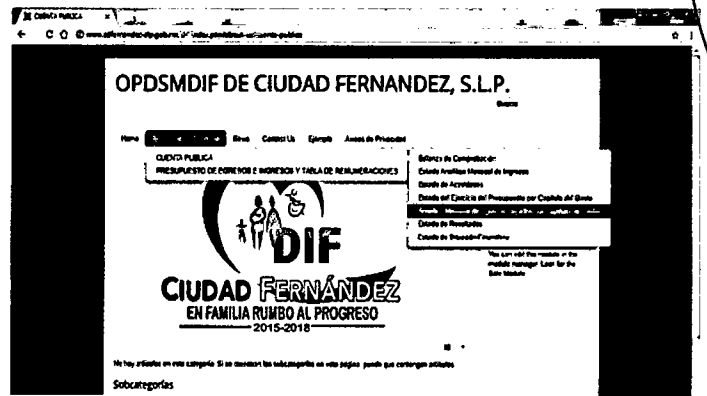 CUENTA PUBLICA
OPDSMDIF DE CIUDAD FERNANDEZ, S.L.P.
Buscar
Home
News Contact Us Ejemplo Avisos de Privacidad
CUENTA PUBLICA
PRESUPUESTO DE EGRESOS E INGRESOS Y TABLA DE REMUNERACIONES
Balanza de Comprobación
Estado Analítico Mensual de Ingresos
Estado de Actividades
Estado del Ejercicio del Presupuesto por Capitulo del Gasto
Estado de Resultados
Estado de Situación Financiera
DIF
CIUDAD FERNÁNDEZ
EN FAMILIA RUMBO AL PROGRESO
2015-2018
You can edit this module in the
module manager. Look for the
Side Module
No hay artículos en esta categoría. Si se muestran las subcategorías en esta página, puede que contengan artículos.
Subcategorías